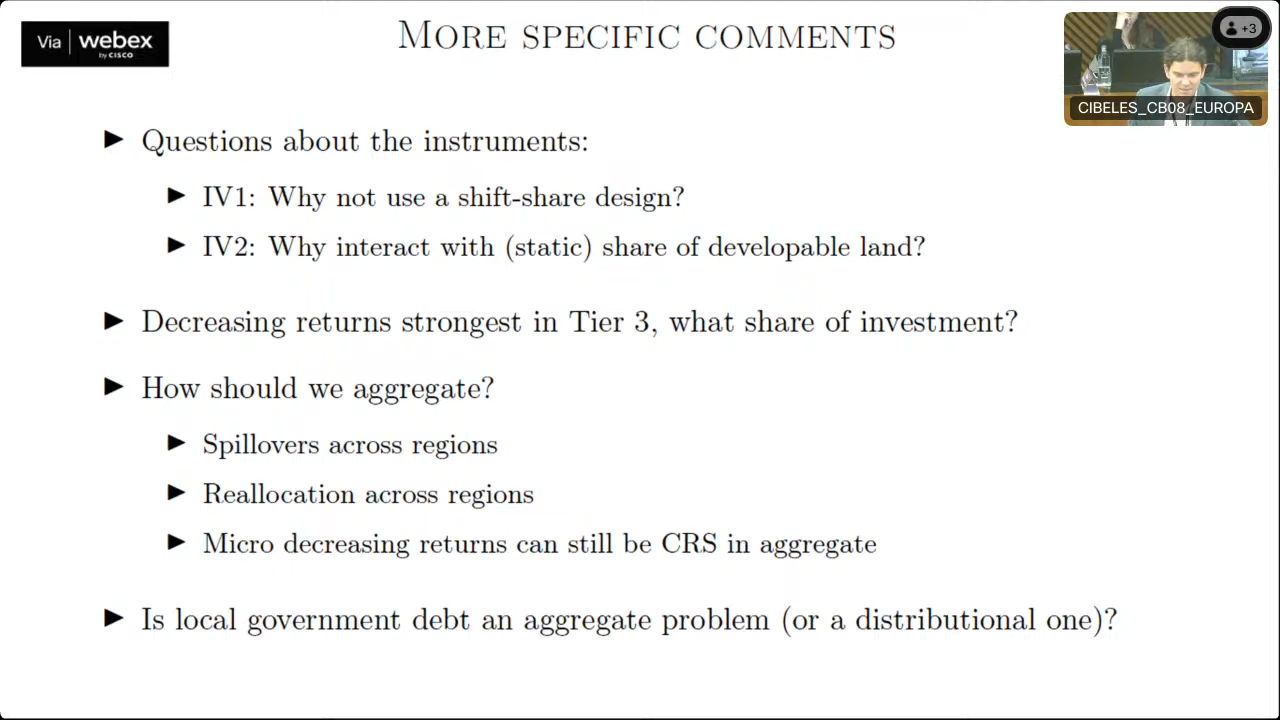 Via webex
by CISCO
MORE SPECIFIC COMMENTS
+3
CIBELES_CB08_EUROPA
Questions about the instruments:
IV1: Why not use a shift-share design?
IV2: Why interact with (static) share of developable land?
Decreasing returns strongest in Tier 3, what share of investment?
How should we aggregate?
Spillovers across regions
Reallocation across regions
Micro decreasing returns can still be CRS in aggregate
Is local government debt an aggregate problem (or a distributional one)?